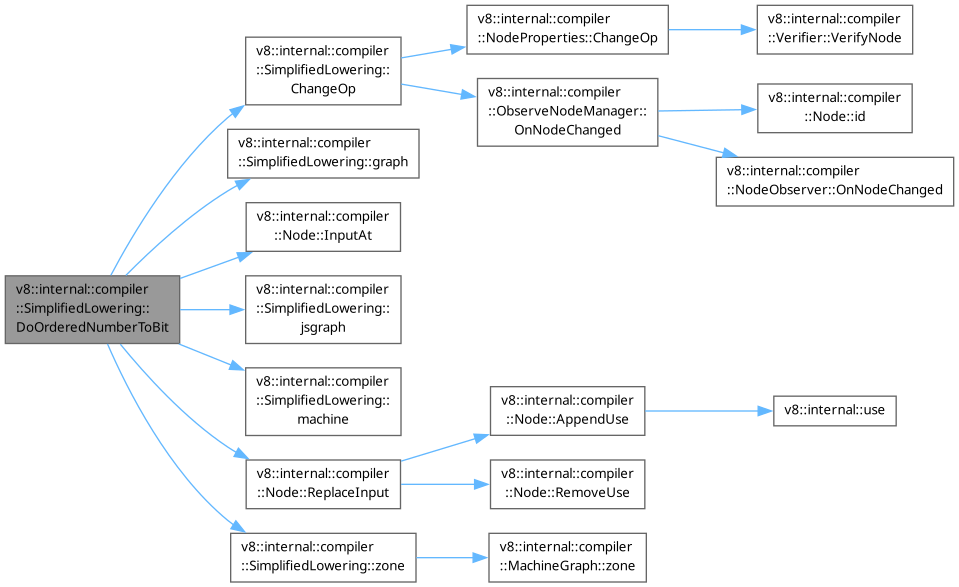 v8::internal::compiler
::SimplifiedLowering::
DoOrderedNumberToBit
v8::internal::compiler
::SimplifiedLowering::
ChangeOp
v8::internal::compiler
::NodeProperties::ChangeOp
v8::internal::compiler
::Verifier::VerifyNode
v8::internal::compiler
::ObserveNodeManager::
OnNodeChanged
v8::internal::compiler
::Node::id
v8::internal::compiler
::NodeObserver::OnNodeChanged
v8::internal::compiler
::SimplifiedLowering::graph
v8::internal::compiler
::Node::InputAt
v8::internal::compiler
::SimplifiedLowering::
jsgraph
v8::internal::compiler
::SimplifiedLowering::
machine
v8::internal::compiler
::Node::ReplaceInput
v8::internal::compiler
::Node::AppendUse
v8::internal::use
v8::internal::compiler
::Node::RemoveUse
v8::internal::compiler
::SimplifiedLowering::zone
v8::internal::compiler
::MachineGraph::zone